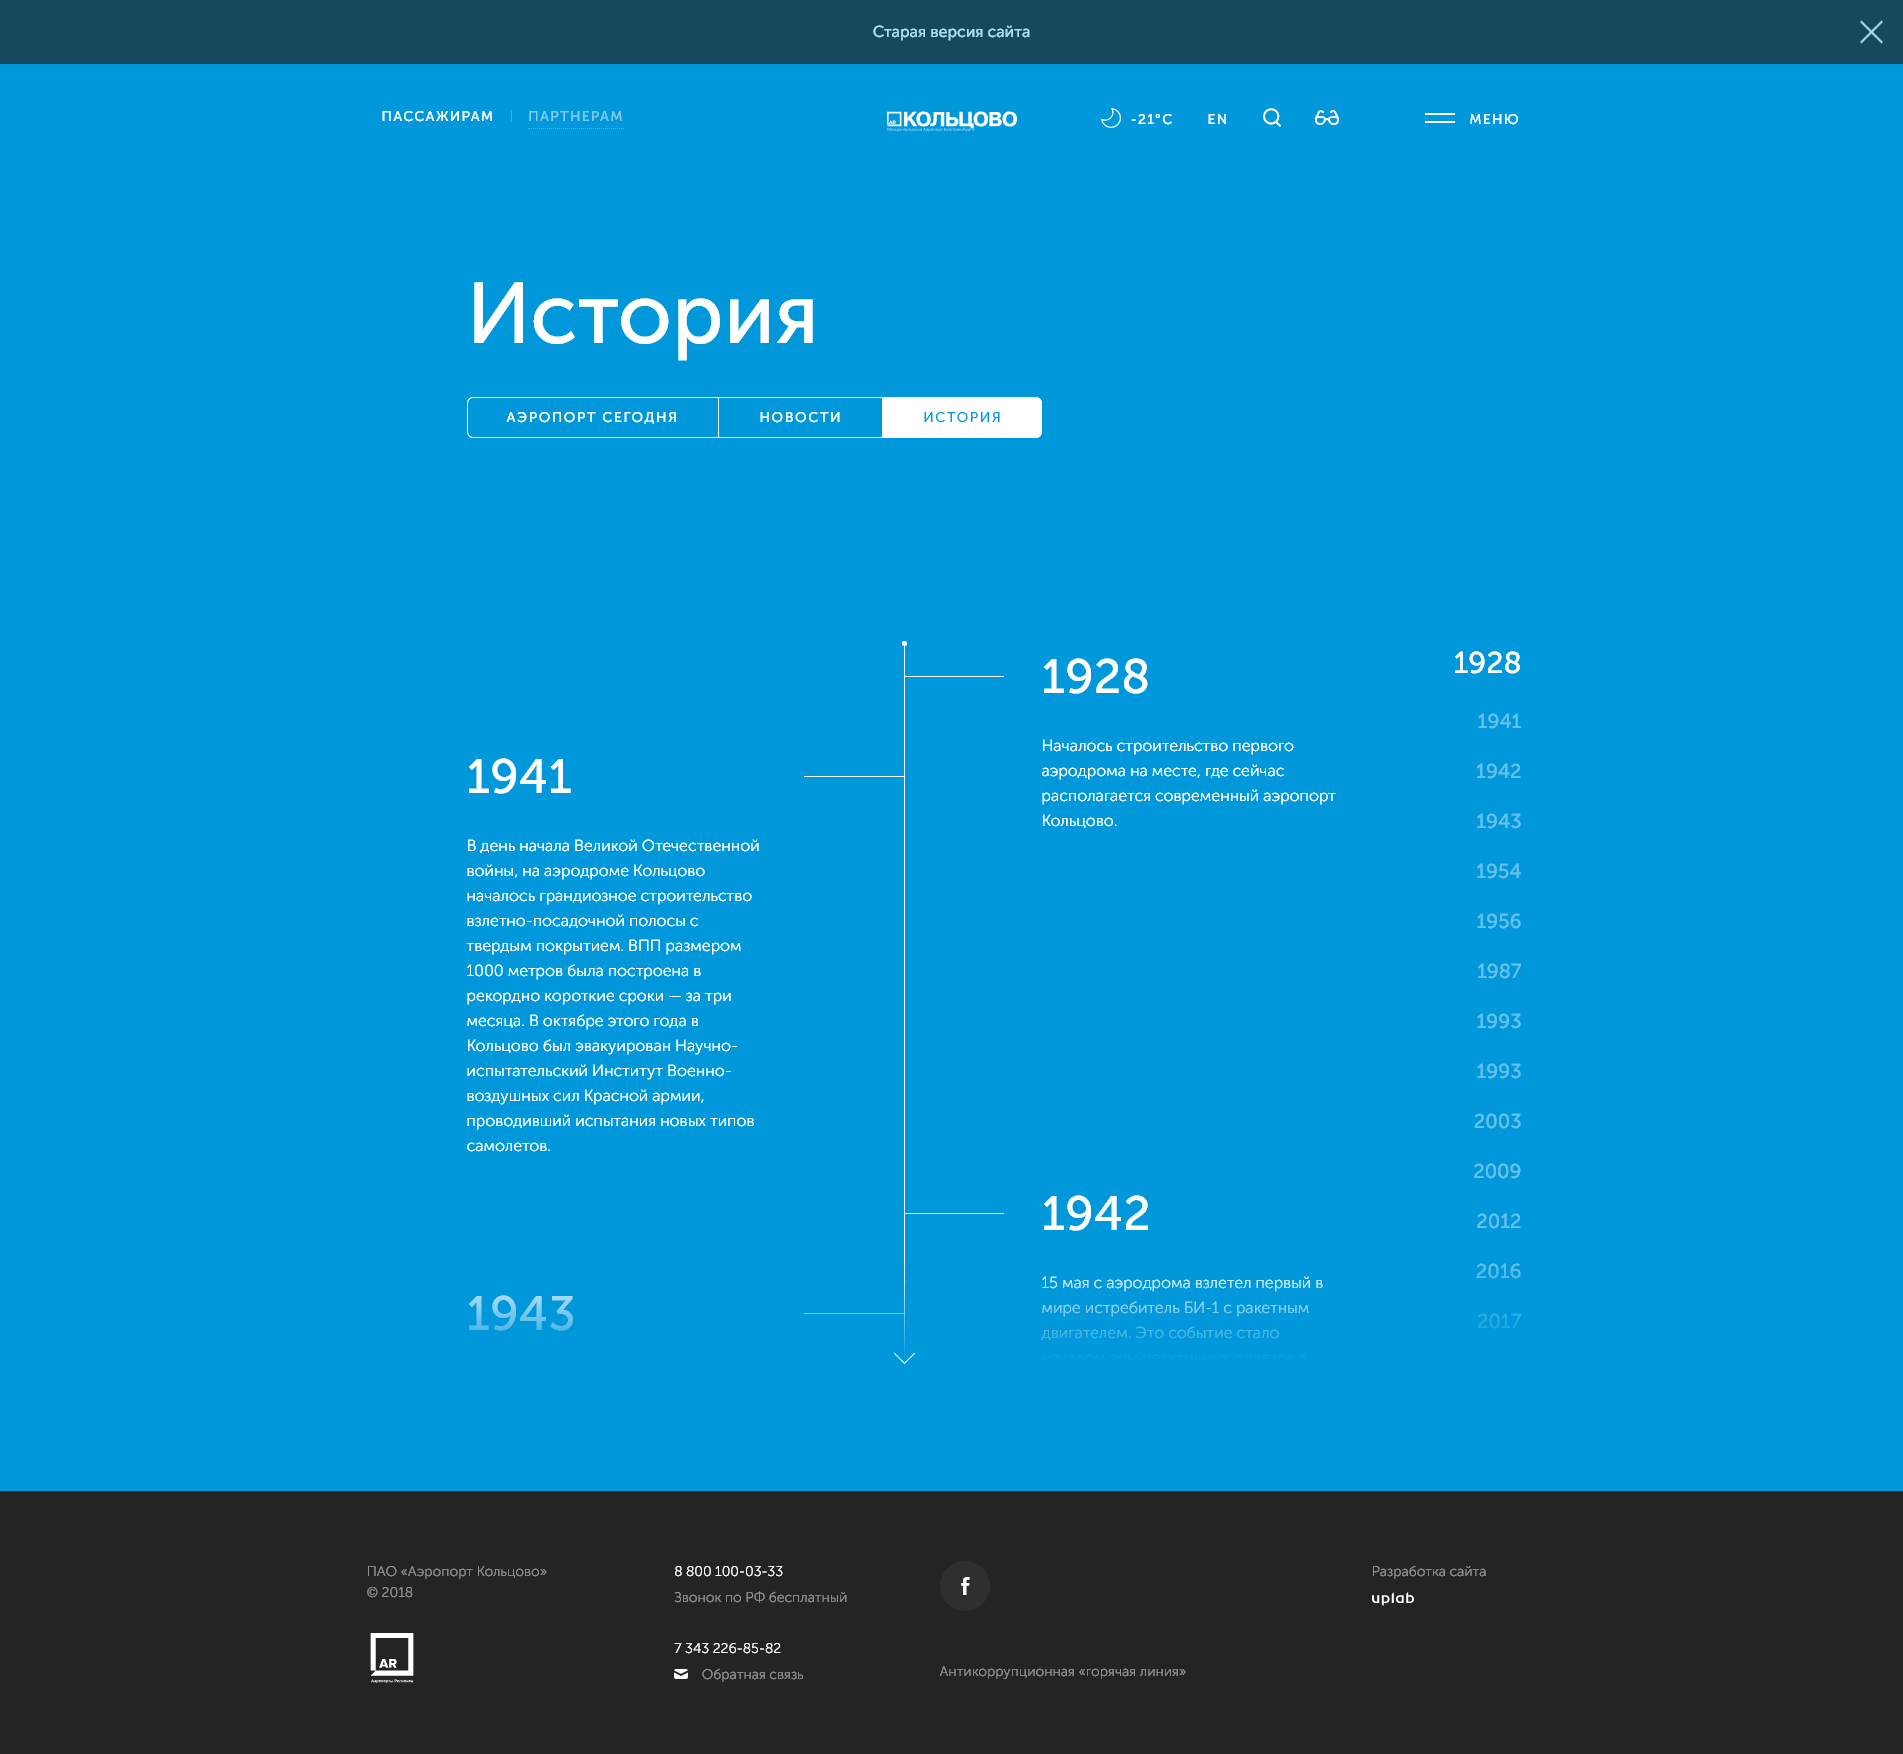 Старая версия сайта
ПАССАЖИРАМ
ПАРТНЕРАМ
AR
КОЛЬЦОВО
-21°C
EN
МЕНЮ
История
АЭРОПОРТ СЕГОДНЯ
НОВОСТИ
ИСТОРИЯ
1928
Началось строительство первого
аэродрома на месте, где сейчас
располагается современный аэропорт
Кольцово.
1941
В день начала Великой Отечественной
войны, на аэродроме Кольцово
началось грандиозное строительство
взлетно-посадочной полосы с
твердым покрытием. ВПП размером
1000 метров была построена в
рекордно короткие сроки — за три
месяца. В октябре этого года в
Кольцово был эвакуирован Научно-
испытательский Институт Военно-
воздушных сил Красной армии,
проводивший испытания новых типов
самолетов.
1942
15 мая с аэродрома взлетел первый в
мире истребитель БИ-1 с ракетным
двигателем. Это событие стало
1943
1928
1941
1942
1943
1954
1956
1987
1993
1993
2003
2009
2012
2016
2017
ПАО «Аэропорт Кольцово»
© 2018
AR
Аэропорты Регионов
8 800 100-03-33
Звонок по РФ бесплатный
7 343 226-85-82
Обратная связь
f
Антикоррупционная «горячая линия»
Разработка сайта
uplab